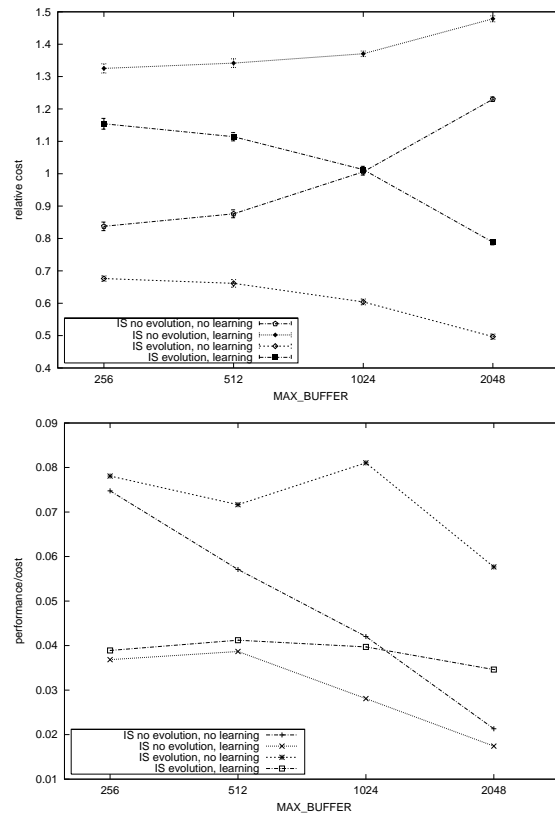 1.5
1.4
1.3
1.2
1.1
1
0.9
0.8
0.7
0.6
0.5
0.4
relative cost
IS no evolution, no learning
IS no evolution, learning
IS evolution, no learning
IS evolution, learning
256 512 1024 2048
MAX_BUFFER
0.09
0.08
0.07
0.06
0.05
0.04
0.03
0.02
0.01
performance/cost
IS no evolution, no learning
IS no evolution, learning
IS evolution, no learning
IS evolution, learning
256 512 1024 2048
MAX_BUFFER